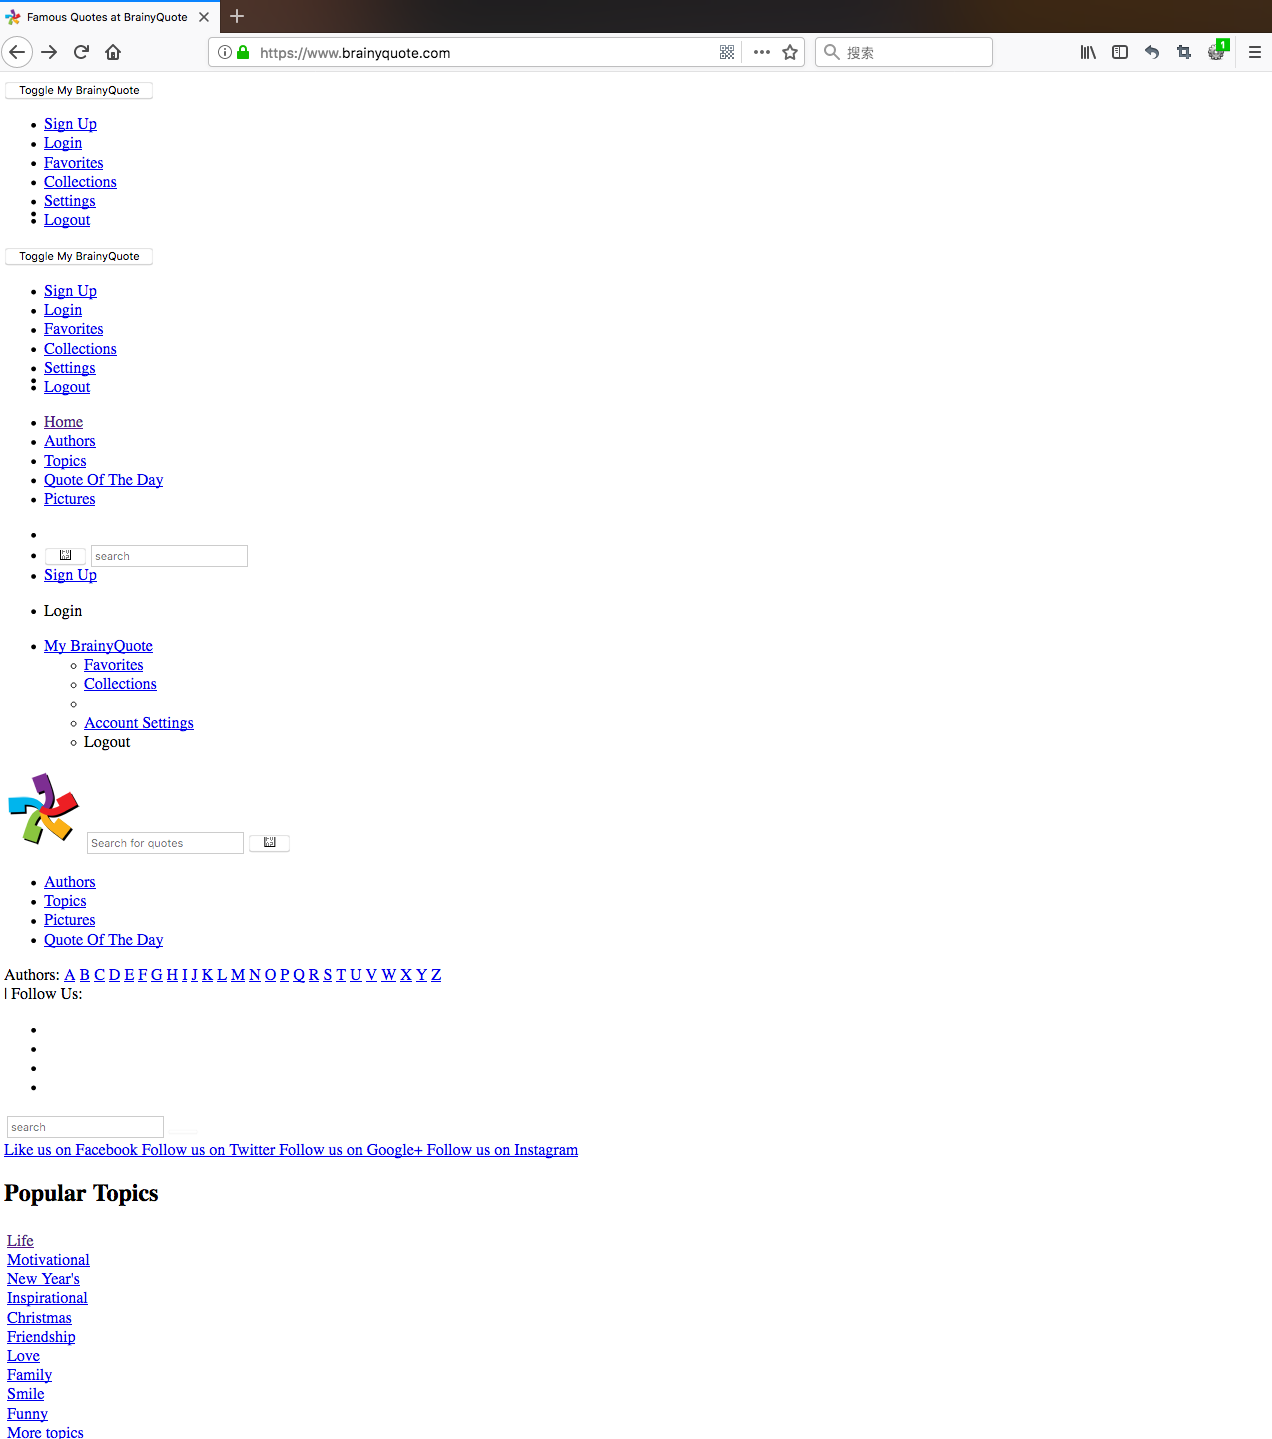 Famous Quotes at BrainyQuote
https://www.brainyquote.com
搜索
1
Toggle My BrainyQuote
Sign Up
Login
Favorites
Collections
Settings
Logout
Toggle My BrainyQuote
Sign Up
Login
Favorites
Collections
Settings
Logout
Home
Authors
Topics
Quote Of The Day
Pictures
search
Sign Up
Login
My BrainyQuote
Favorites
Collections
Account Settings
Logout
Search for quotes
Authors
Topics
Pictures
Quote Of The Day
Authors: A B C D E F G H I J K L M N O P Q R S T U V W X Y Z
| Follow Us:
search
Like us on Facebook Follow us on Twitter Follow us on Google+ Follow us on Instagram
Popular Topics
Life
Motivational
New Year's
Inspirational
Christmas
Friendship
Love
Family
Smile
Funny
More topics